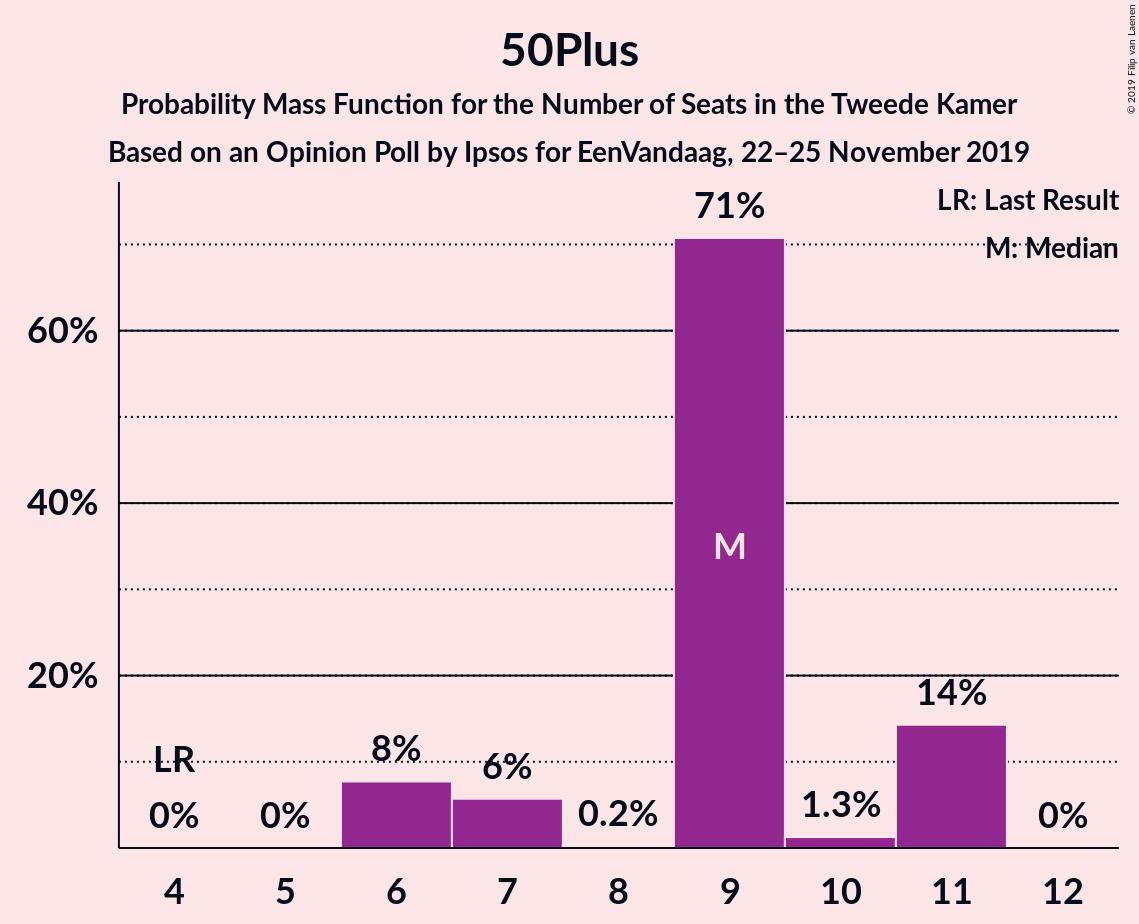 50Plus
Probability Mass Function for the Number of Seats in the Tweede Kamer
Based on an Opinion Poll by Ipsos for EenVandaag, 22–25 November 2019
© 2019 Filip van Laenen
LR: Last Result
M: Median
71%
60%
40%
20%
M
LR
0%
0%
8%
6%
0.2%
1.3%
14%
0%
4 5 6 7 8 9 10 11 12